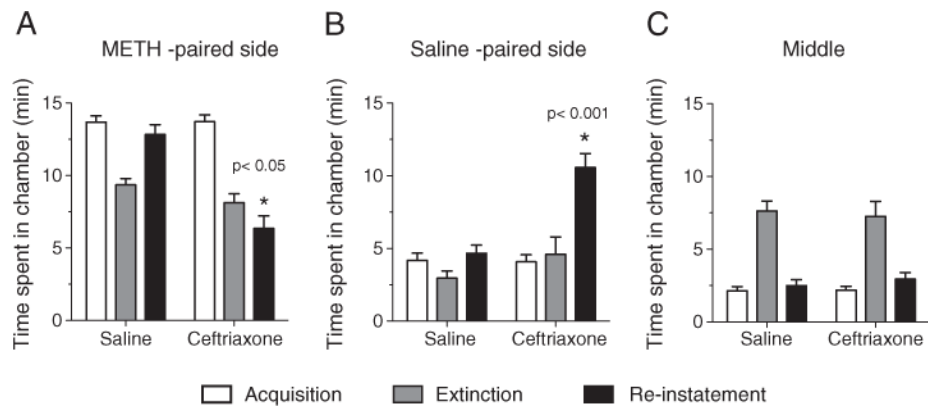 A
METH -paired side
Time spent in chamber (min)
15
10
5
0
p< 0.05
*
Saline
Ceftriaxone
B
Saline -paired side
Time spent in chamber (min)
15
10
5
0
p< 0.001
*
Saline
Ceftriaxone
C
Middle
Time spent in chamber (min)
15
10
5
0
Saline
Ceftriaxone
Acquisition
Extinction
Re-instatement